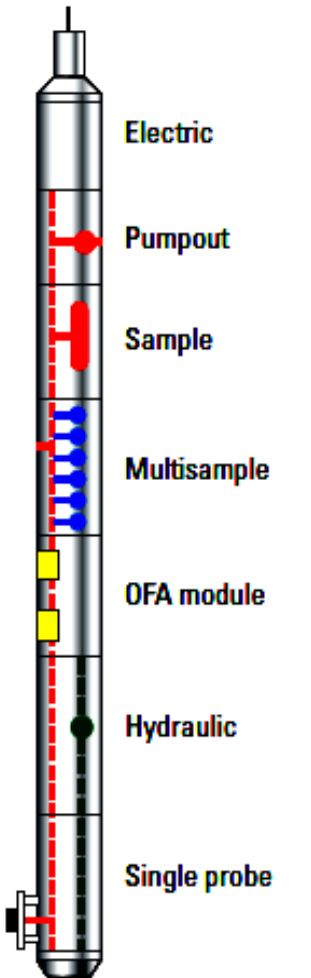 Electric
Pumpout
Sample
Multisample
OFA module
Hydraulic
Single probe